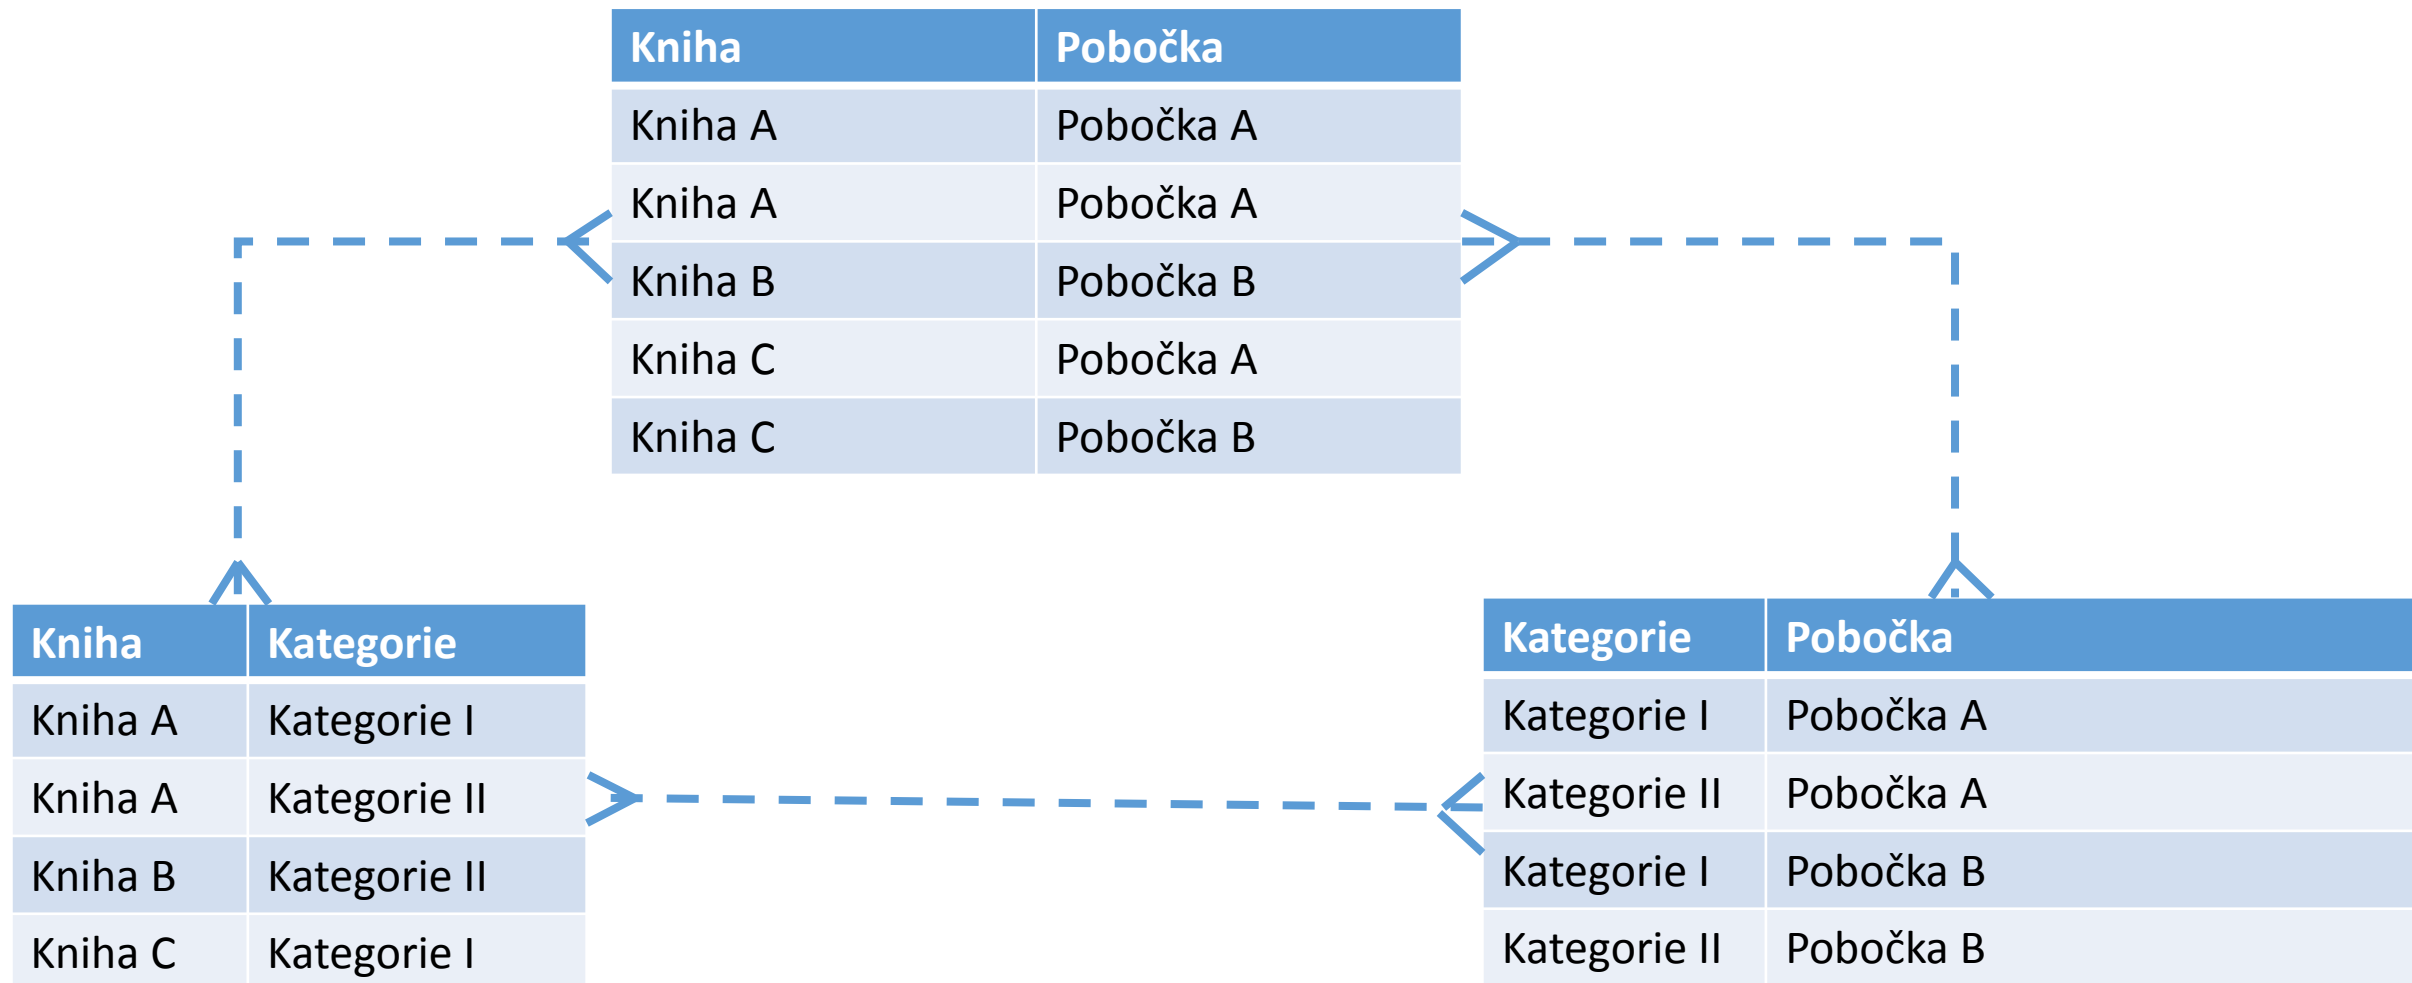 Kniha Pobočka
Kniha A Pobočka A
Kniha A Pobočka A
Kniha B Pobočka B
Kniha C Pobočka A
Kniha C Pobočka B
Kniha Kategorie
Kniha A Kategorie I
Kniha A Kategorie II
Kniha B Kategorie II
Kniha C Kategorie I
Kategorie Pobočka
Kategorie I Pobočka A
Kategorie II Pobočka A
Kategorie I Pobočka B
Kategorie II Pobočka B